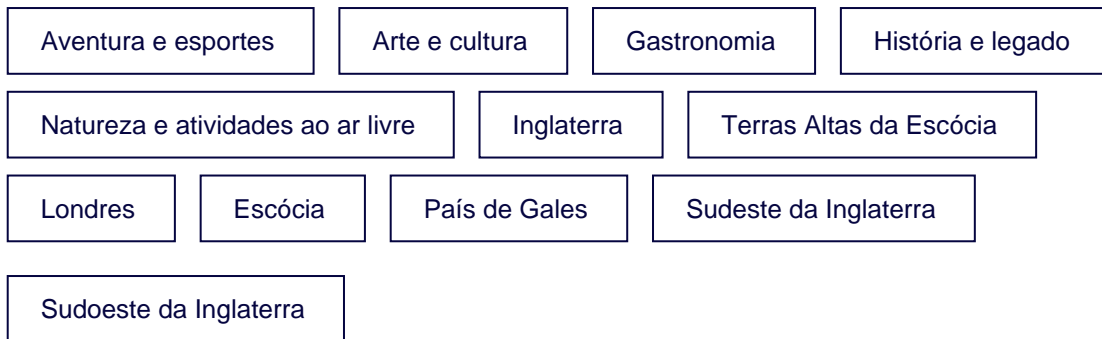 Aventura e esportes Arte e cultura Gastronomia História e legado
Natureza e atividades ao ar livre Inglaterra Terras Altas da Escócia
Londres Escócia País de Gales Sudeste da Inglaterra
Sudoeste da Inglaterra